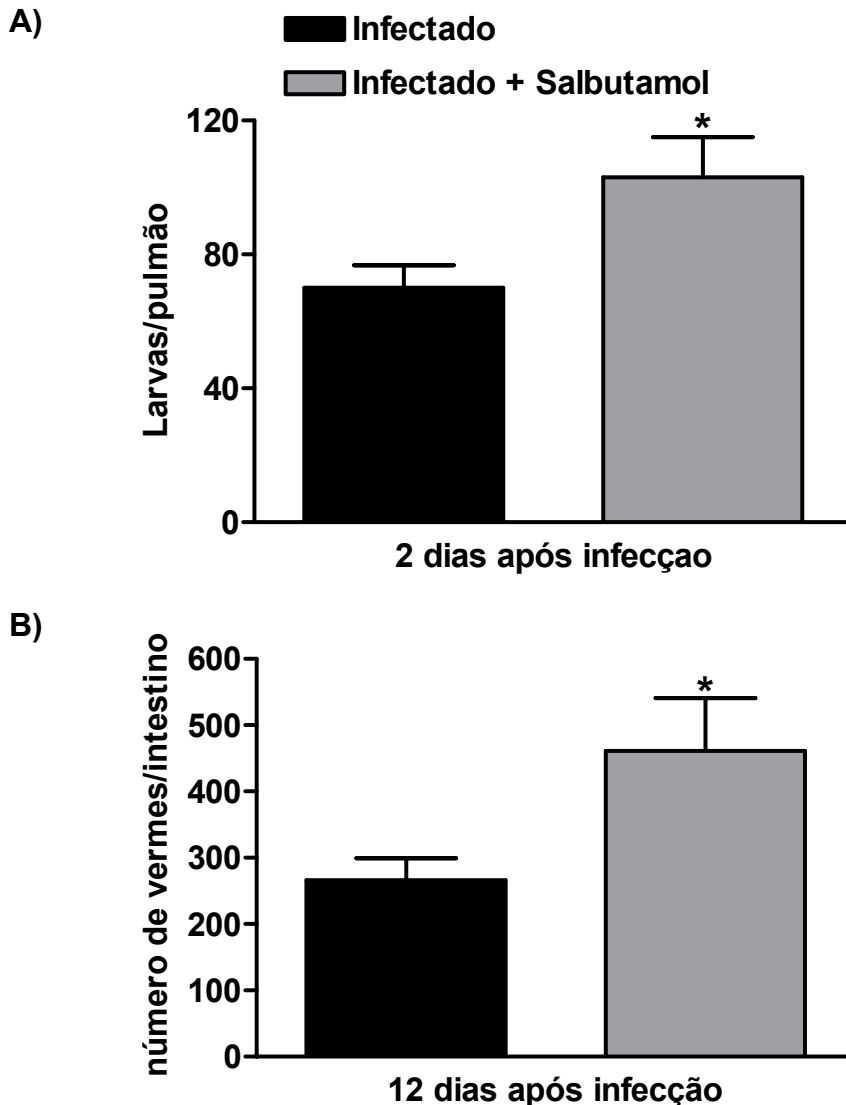 A)
Infectado
Infectado + Salbutamol
Larvas/pulmão
120
80
40
0
*
2 dias após infecçao
B)
número de vermes/intestino
600
500
400
300
200
100
0
*
12 dias após infecção